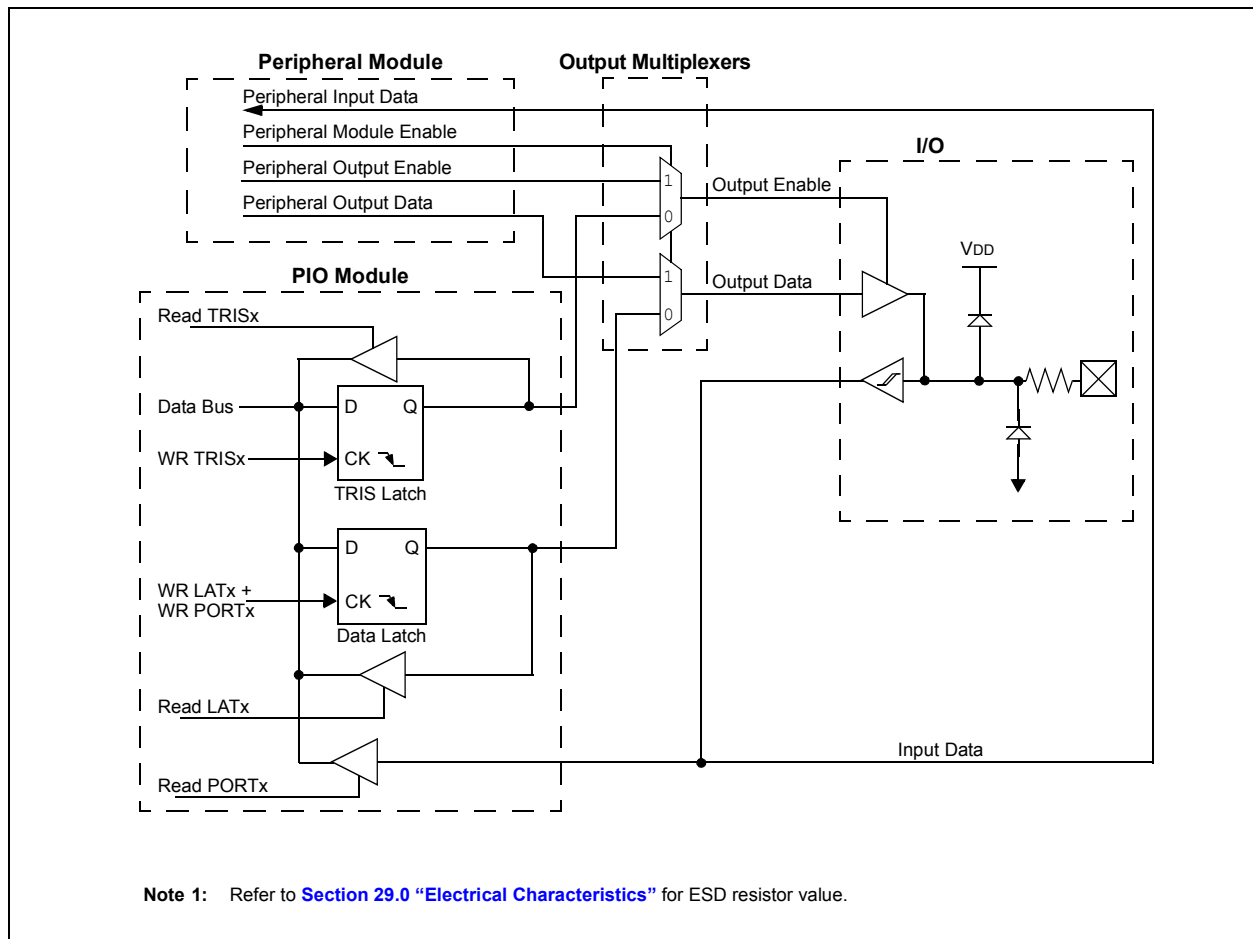 Peripheral Module
Output Multiplexers
Peripheral Input Data
Peripheral Module Enable
Peripheral Output Enable
Peripheral Output Data
1
0
Output Enable
I/O
VDD
1
0
Output Data
PIO Module
Read TRISx
Data Bus
D
Q
WR TRISx
CK
TRIS Latch
D
Q
WR LATx +
WR PORTx
CK
Data Latch
Read LATx
Input Data
Read PORTx
Note 1: Refer to Section 29.0 “Electrical Characteristics” for ESD resistor value.